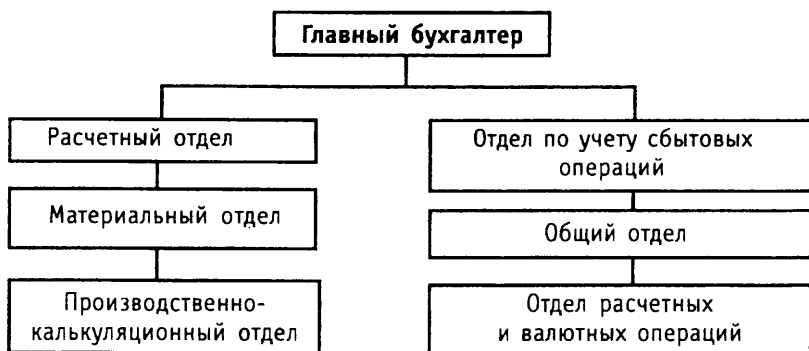 Главный бухгалтер
Расчетный отдел
Материальный отдел
Производственно-
калькуляционный отдел
Отдел по учету сбытовых
операций
Общий отдел
Отдел расчетных
и валютных операций